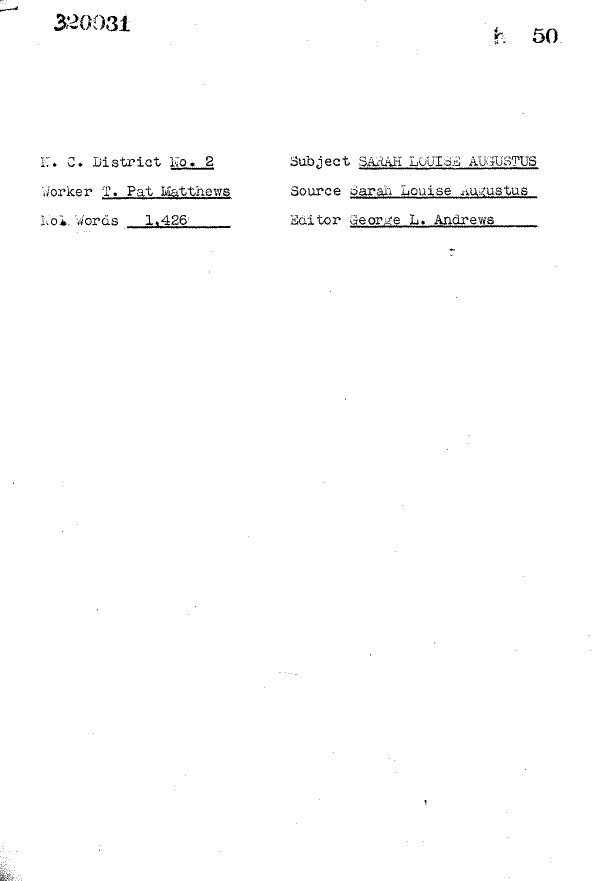 320031
50
N. C. District No. 2 Subject SARAH LOUISE AUGUSTUS
Worker T. Pat Matthews Source Sarah Louise Augustus
No. Words 1,426 Editor George L. Andrews